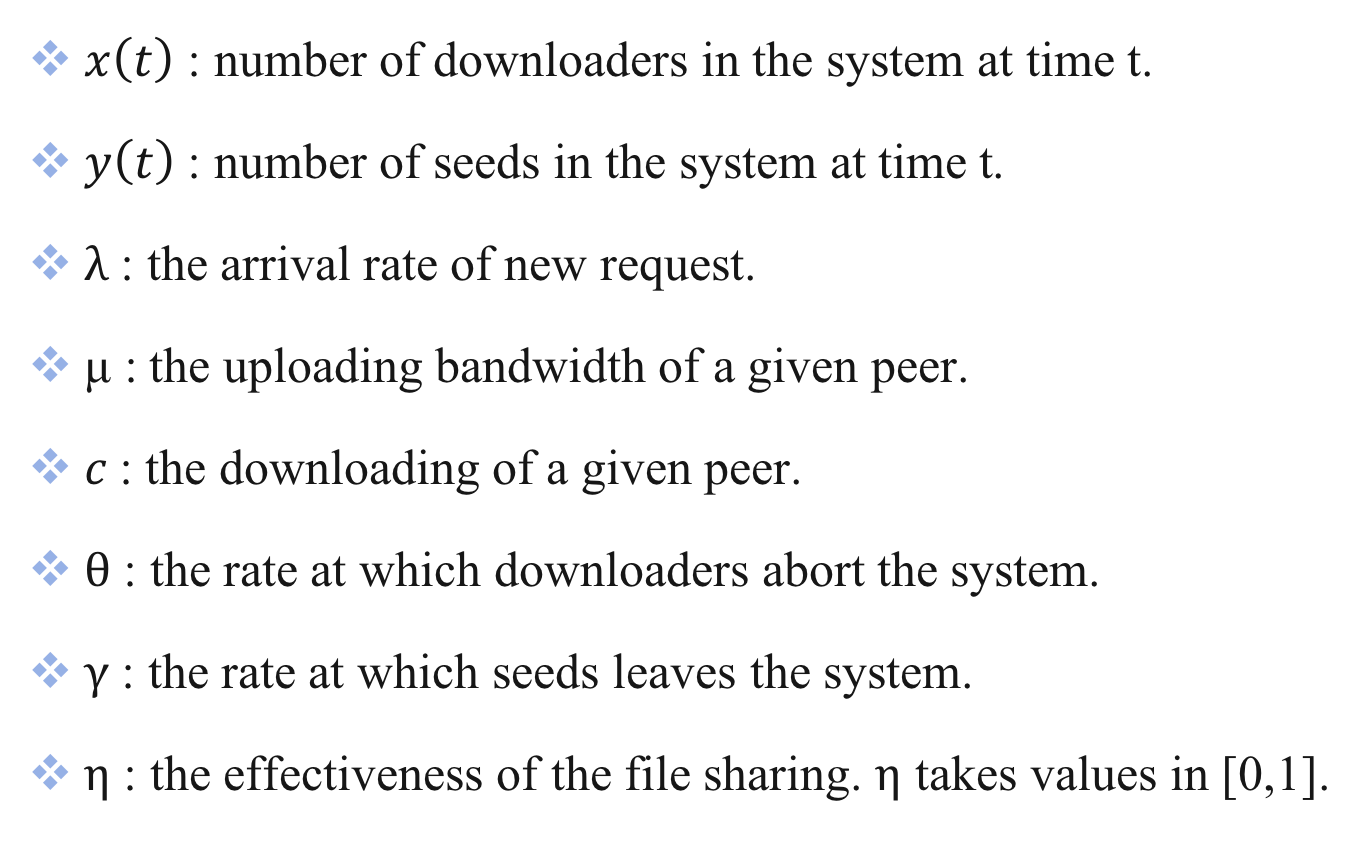 ❖ x(t) : number of downloaders in the system at time t.
❖ y(t) : number of seeds in the system at time t.
❖ λ : the arrival rate of new request.
❖ μ : the uploading bandwidth of a given peer.
❖ c : the downloading of a given peer.
❖ θ : the rate at which downloaders abort the system.
❖ γ : the rate at which seeds leaves the system.
❖ η : the effectiveness of the file sharing. η takes values in [0,1].